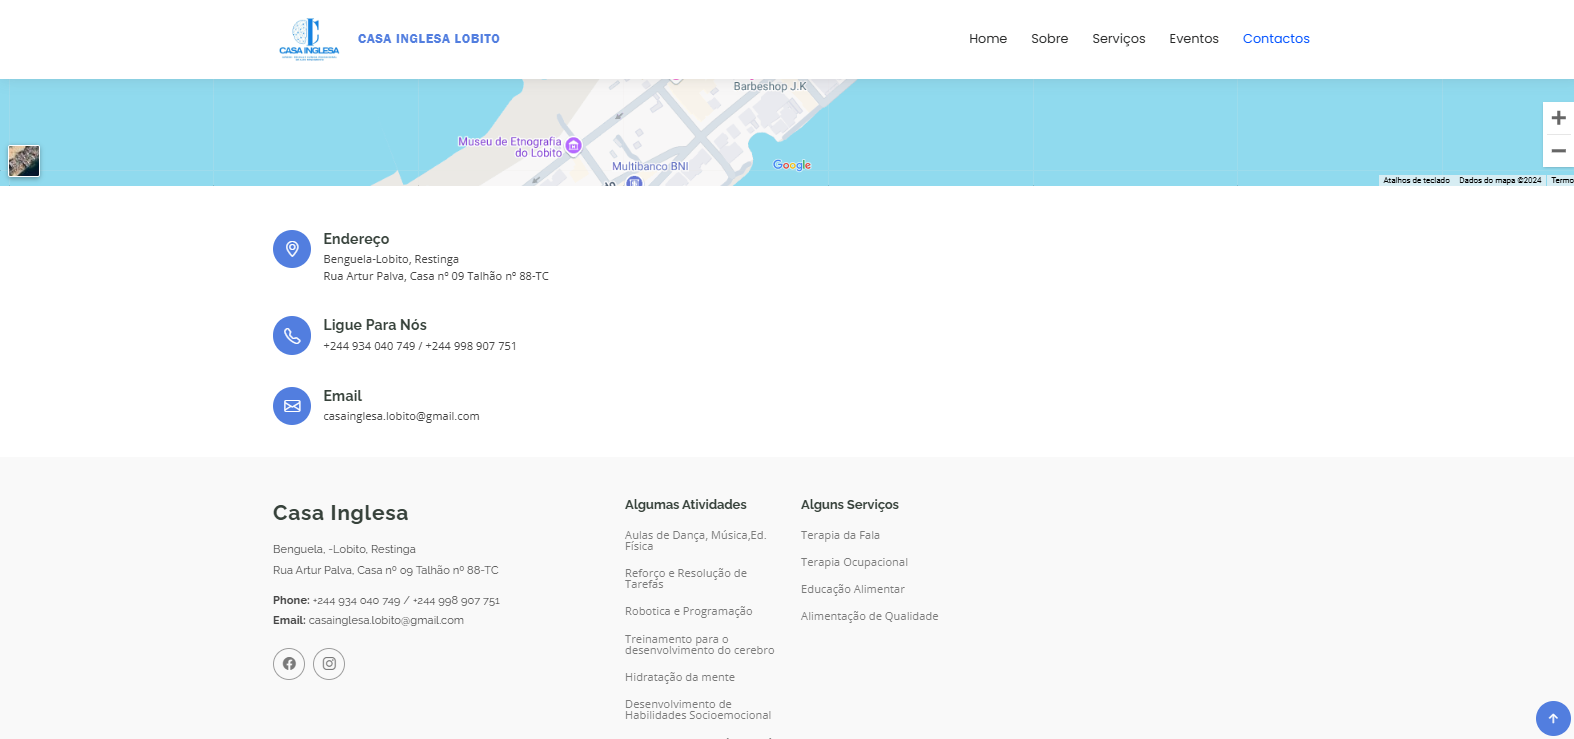 CASA INGLESA
CASA INGLESA LOBITO
Home
Sobre
Serviços
Eventos
Contactos
Barbeshop J.K
Museu de Etnografia
do Lobito
Multibanco BNI
Google
Atalhos de teclado
Dados do mapa ©2024
Termo
Endereço
Benguela-Lobito, Restinga
Rua Artur Palva, Casa nº 09 Talhão nº 88-TC
Ligue Para Nós
+244 934 040 749 / +244 998 907 751
Email
casainglesa.lobito@gmail.com
Casa Inglesa
Benguela, -Lobito, Restinga
Rua Artur Palva, Casa nº 09 Talhão nº 88-TC
Phone: +244 934 040 749 / +244 998 907 751
Email: casainglesa.lobito@gmail.com
Algumas Atividades
Aulas de Dança, Música,Ed.
Física
Reforço e Resolução de
Tarefas
Robotica e Programação
Treinamento para o
desenvolvimento do cerebro
Hidratação da mente
Desenvolvimento de
Habilidades Socioemocional
Alguns Serviços
Terapia da Fala
Terapia Ocupacional
Educação Alimentar
Alimentação de Qualidade